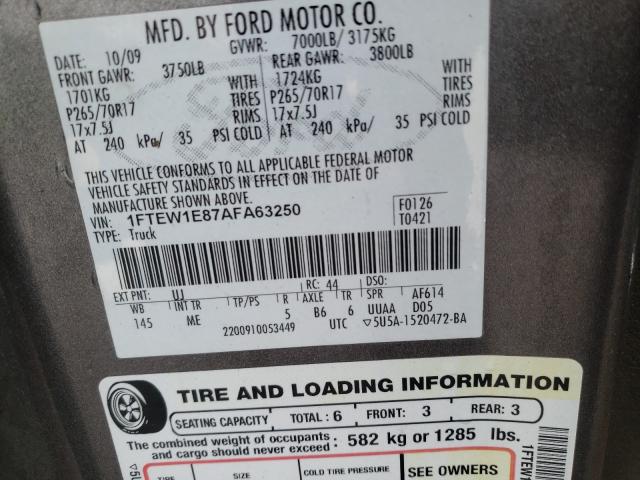 MFD. BY FORD MOTOR CO.
DATE: 10/09 GVWR: 7000LB/ 3175KG
FRONT GAWR: 3750LB REAR GAWR: 3800LB
1701KG WITH 1724KG WITH
P265/70R17 TIRES P265/70R17 TIRES
17x7.5J RIMS 17x7.5J RIMS
AT 240 kPa/ 35 PSI COLD AT 240 kPa/ 35 PSI COLD
THIS VEHICLE CONFORMS TO ALL APPLICABLE FEDERAL MOTOR
VEHICLE SAFETY STANDARDS IN EFFECT ON THE DATE OF
MANUFACTURE SHOWN ABOVE.
VIN: 1FTEW1E87AFA63250 F0126
TYPE: Truck T0421
EXT PNT: UJ RC: 44 DSO:
WB INT TR TP/PS R AXLE TR SPR AF614
145 ME 5 B6 6 UUAA D05
2200910053449 UTC ▽5U5A-1520472-BA
TIRE AND LOADING INFORMATION
SEATING CAPACITY TOTAL: 6 FRONT: 3 REAR: 3
The combined weight of occupants
and cargo should never exceed: 582 kg or 1285 lbs.
TIRE SIZE COLD TIRE PRESSURE SEE OWNERS
▽5U
1FTEW1